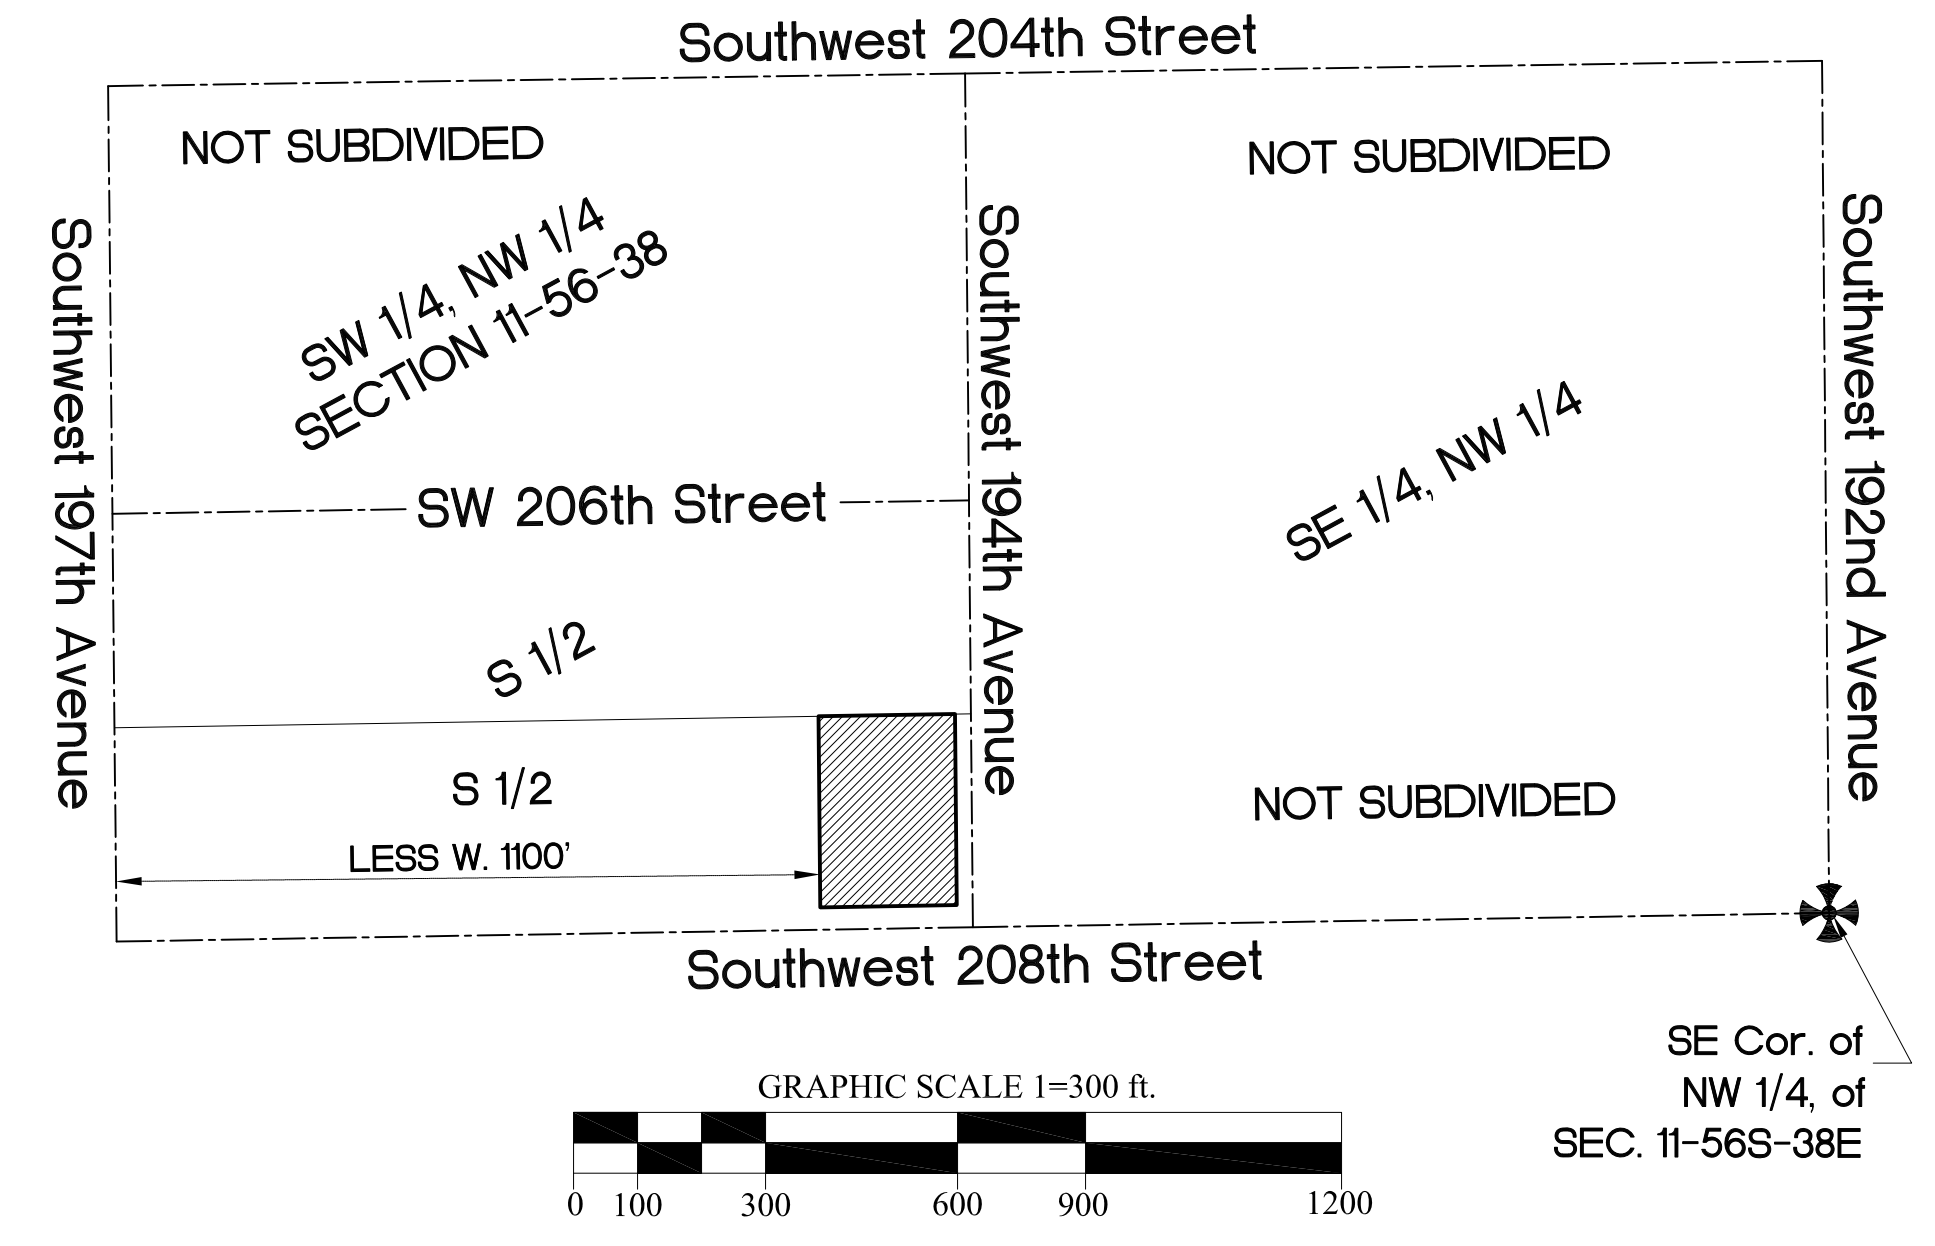 Southwest 204th Street
NOT SUBDIVIDED
NOT SUBDIVIDED
Southwest 197th Avenue
SW 1/4, NW 1/4
SECTION 11-56-38
Southwest 194th Avenue
Southwest 192nd Avenue
SE 1/4, NW 1/4
SW 206th Street
S 1/2
S 1/2
LESS W. 1100'
NOT SUBDIVIDED
Southwest 208th Street
SE Cor. of
NW 1/4, of
SEC. 11-56S-38E
GRAPHIC SCALE 1=300 ft.
0 100 300 600 900 1200